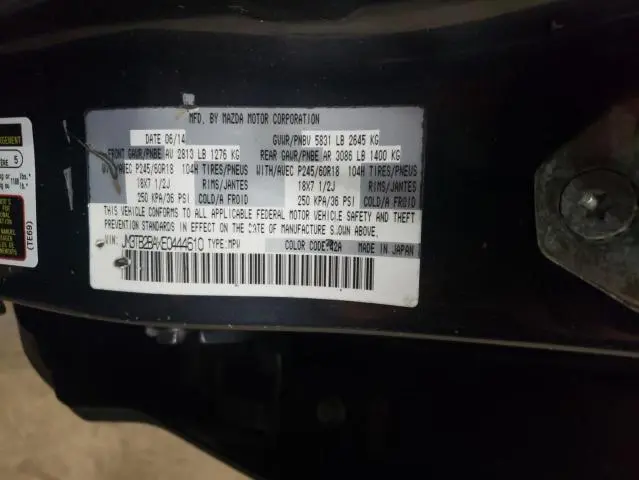 MFD. BY MAZDA MOTOR CORPORATION
DATE 06/14 GVWR/PNBV 5831 LB 2645 KG
FRONT GAWR/PNBE AV 2813 LB 1276 KG REAR GAWR/PNBE AR 3086 LB 1400 KG
WITH/AVEC P245/60R18 104H TIRES/PNEUS WITH/AVEC P245/60R18 104H TIRES/PNEUS
18X7 1/2J RIMS/JANTES 18X7 1/2J RIMS/JANTES
250 KPA/36 PSI COLD/A FROID 250 KPA/36 PSI COLD/A FROID
THIS VEHICLE CONFORMS TO ALL APPLICABLE FEDERAL MOTOR VEHICLE SAFETY AND THEFT
PREVENTION STANDARDS IN EFFECT ON THE DATE OF MANUFACTURE SHOWN ABOVE.
VIN: TYPE:MPV COLOR CODE:42A MADE IN JAPAN
5
(TE69)